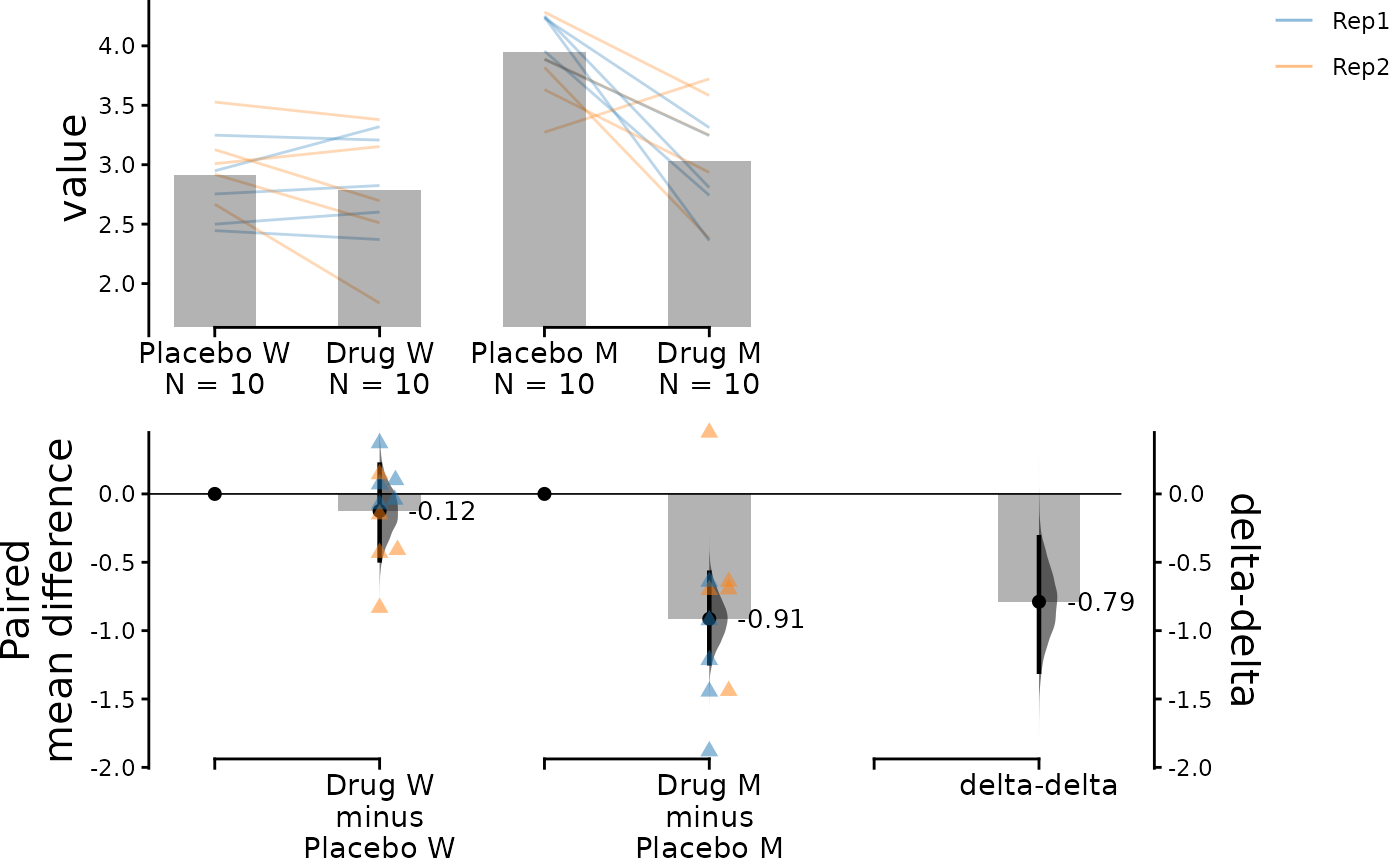 Rep1
Rep2
value
4.0
3.5
3.0
2.5
2.0
Placebo W
N = 10
Drug W
N = 10
Placebo M
N = 10
Drug M
N = 10
Paired
mean difference
0.0
-0.5
-1.0
-1.5
-2.0
-0.12
-0.91
-0.79
0.0
-0.5
-1.0
-1.5
-2.0
delta-delta
Drug W
minus
Placebo W
Drug M
minus
Placebo M
delta-delta